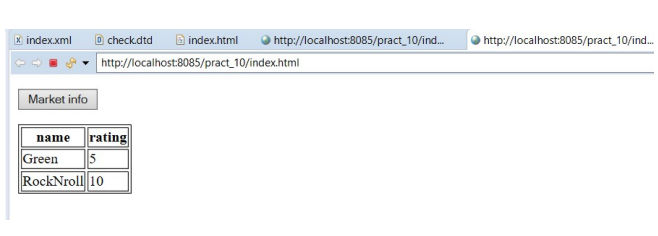 index.xml check.dtd index.html http://localhost:8085/pract_10/ind... http://localhost:8085/pract_10/ind...
http://localhost:8085/pract_10/index.html
Market info
name rating
Green 5
RockNroll 10